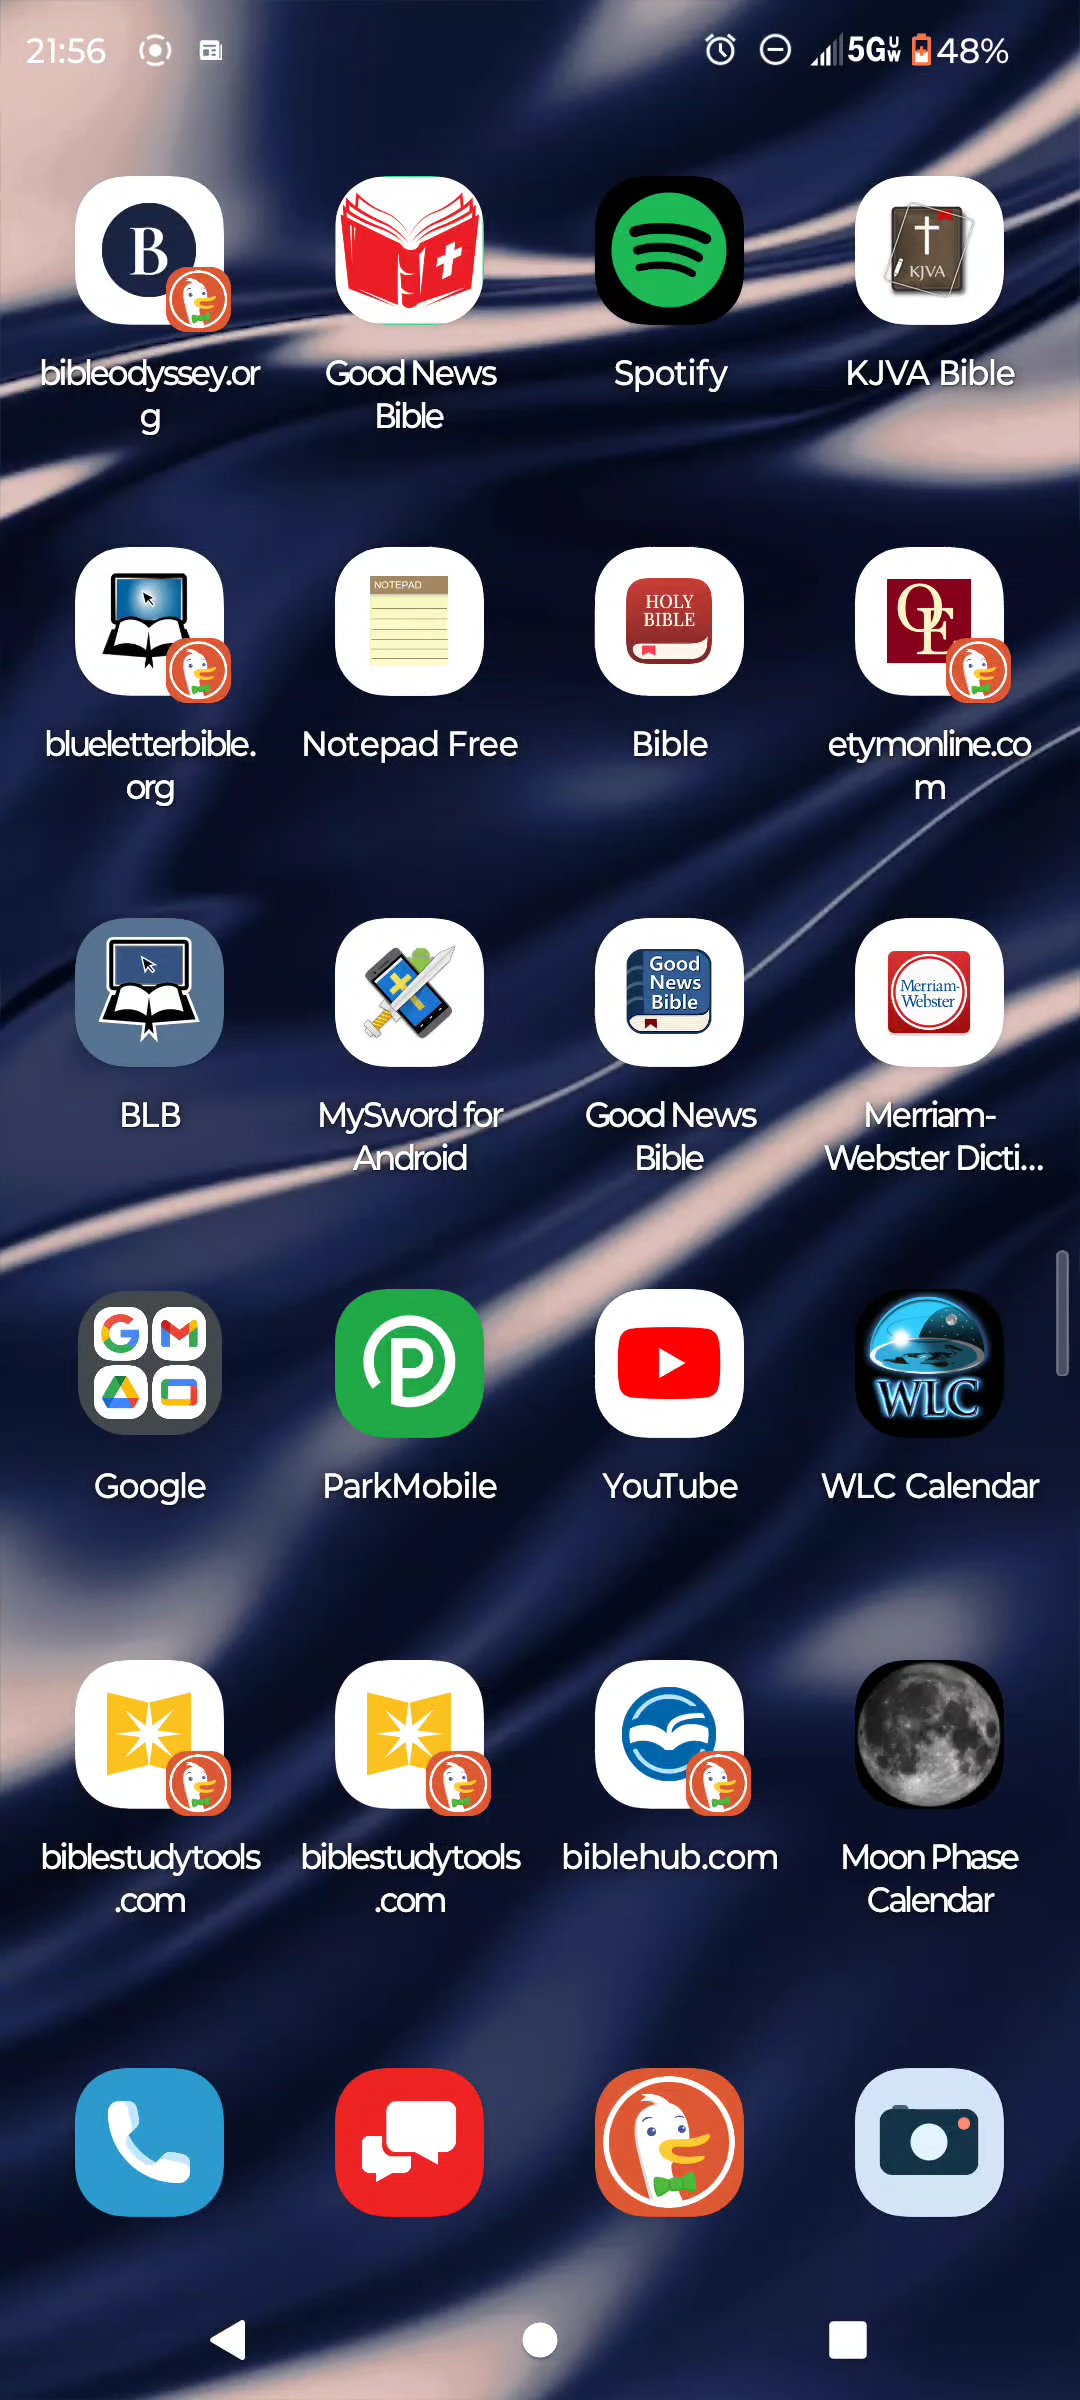 21:56 5G UW 48%
B
KJVA
bibleodyssey.or
g
Good News
Bible
Spotify
KJVA Bible
NOTEPAD
HOLY
BIBLE
OE
blueletterbible.
org
Notepad Free
Bible
etymonline.co
m
Good
News
Bible
Merriam-
Webster
BLB
MySword for
Android
Good News
Bible
Merriam-
Webster Dicti...
G
P
WLC
Google
ParkMobile
YouTube
WLC Calendar
biblestudytools
.com
biblestudytools
.com
biblehub.com
Moon Phase
Calendar